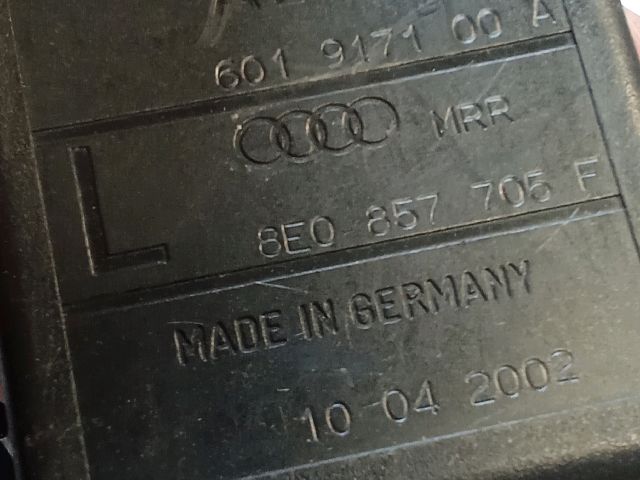 601 9171 00 A
MRR
L
8E0 857 705 F
MADE IN GERMANY
10 04 2002